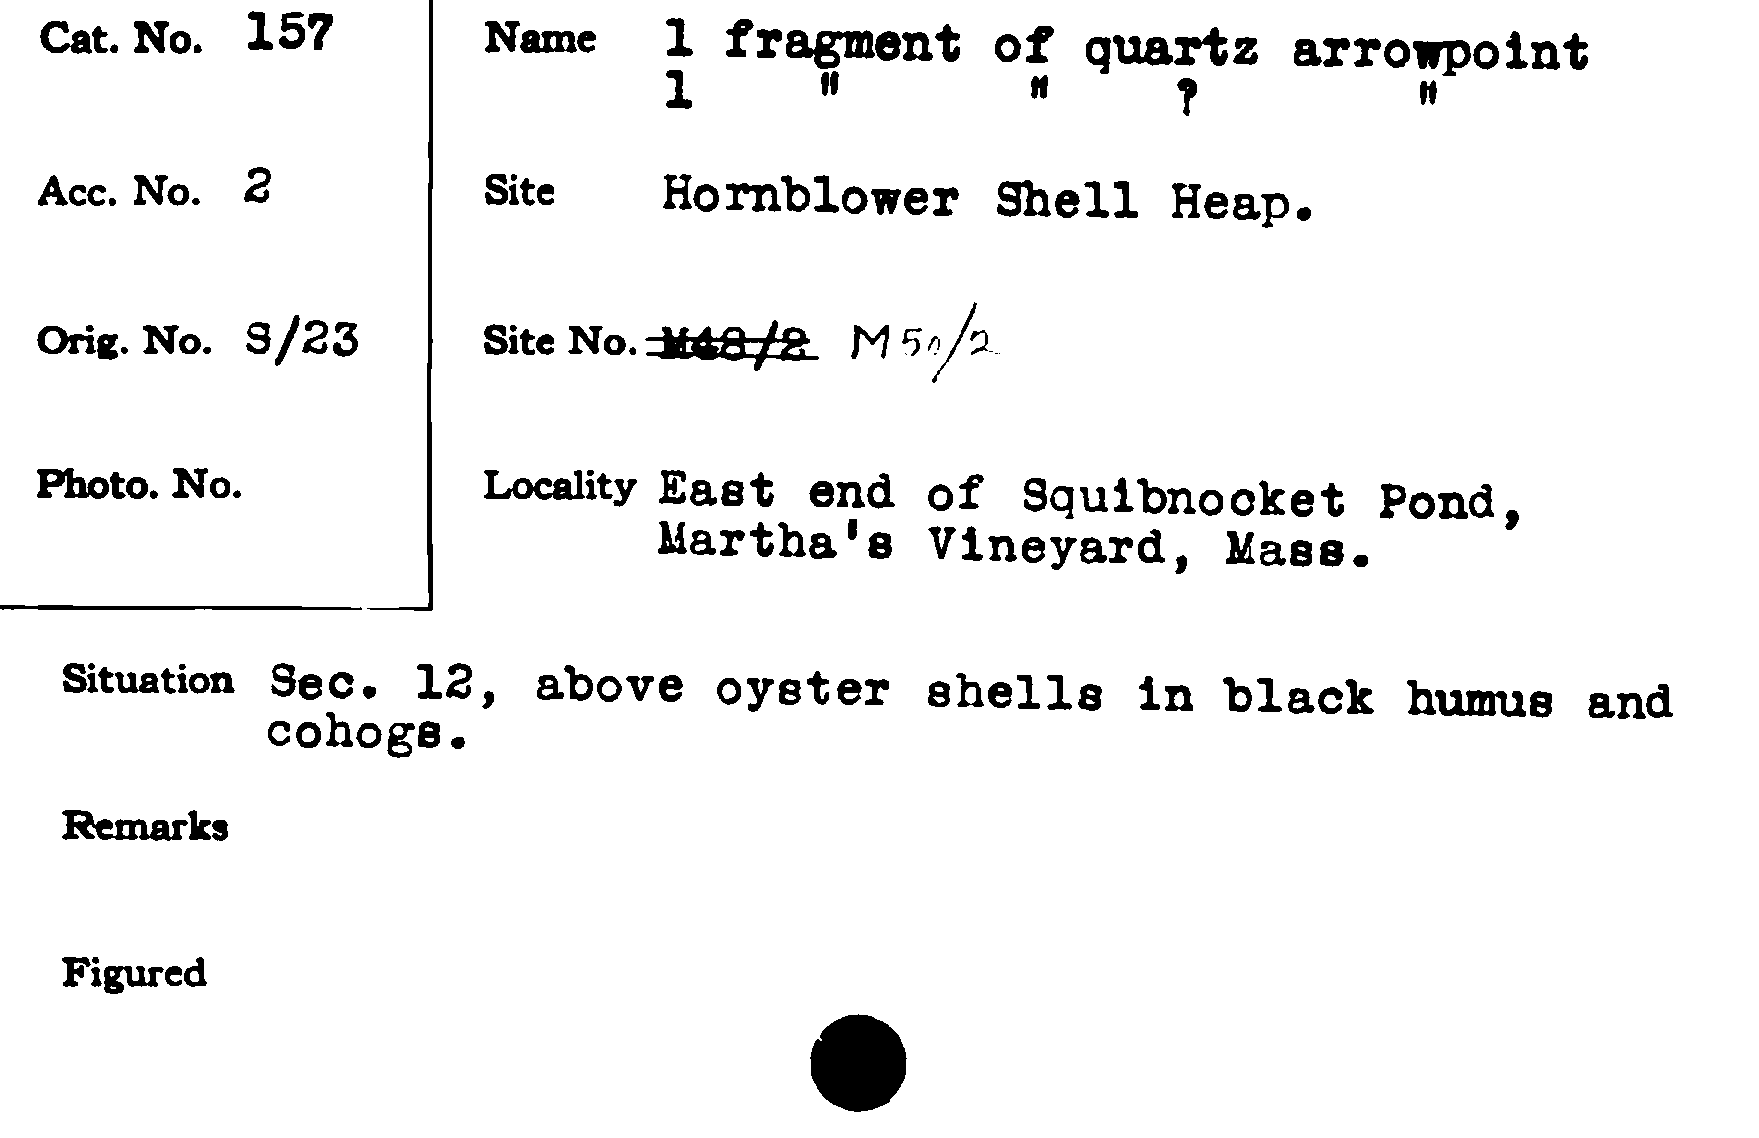 Cat. No. 157
Name 1 fragment of quartz arrowpoint
1 " " ? "
Acc. No. 2
Site Hornblower Shell Heap.
Orig. No. S/23
Site No. M48/2 M50/2
Photo. No.
Locality East end of Squibnocket Pond,
Martha's Vineyard, Mass.
Situation Sec. 12, above oyster shells in black humus and
cohogs.
Remarks
Figured